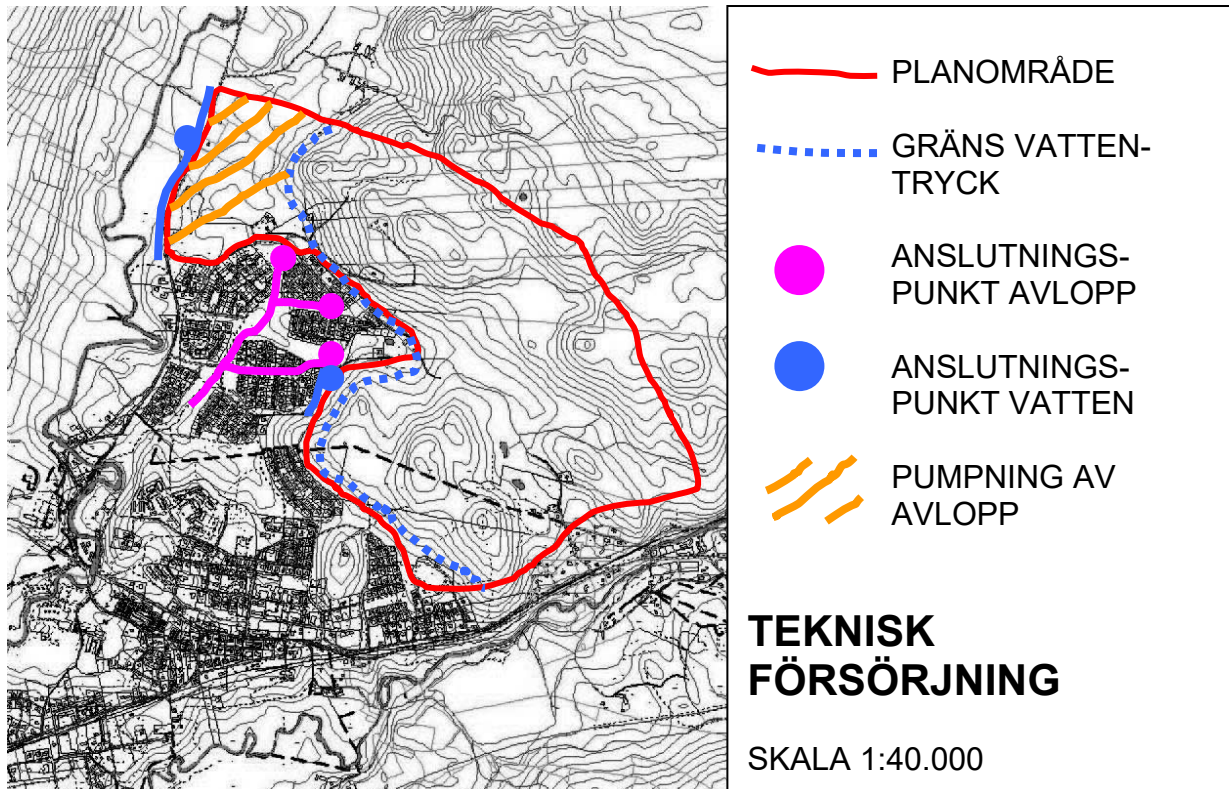 PLANOMRÅDE
GRÄNS VATTEN-
TRYCK
ANSLUTNINGS-
PUNKT AVLOPP
ANSLUTNINGS-
PUNKT VATTEN
PUMPNING AV
AVLOPP
TEKNISK
FÖRSÖRJNING
SKALA 1:40.000